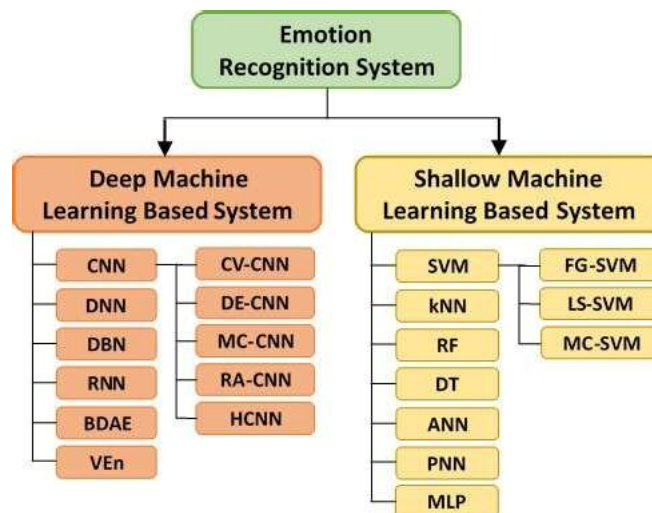 Emotion
Recognition System
Deep Machine
Learning Based System
CNN
DNN
DBN
RNN
BDAE
VEn
CV-CNN
DE-CNN
MC-CNN
RA-CNN
HCNN
Shallow Machine
Learning Based System
SVM
kNN
RF
DT
ANN
PNN
MLP
FG-SVM
LS-SVM
MC-SVM